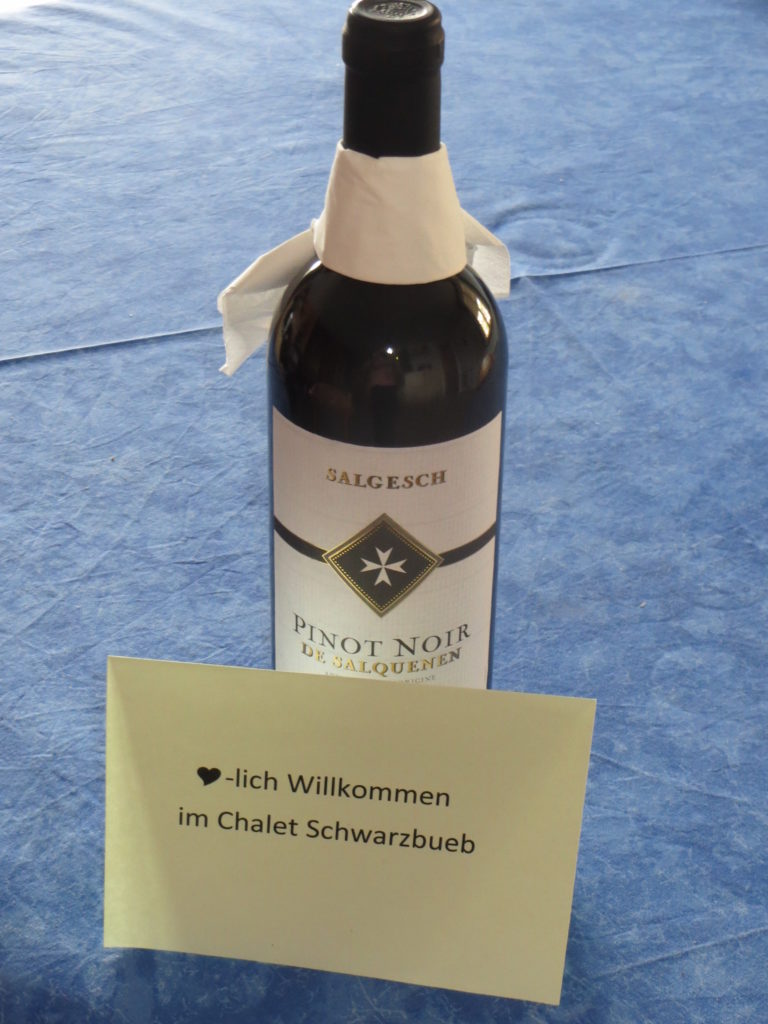 SALGESCH
PINOT NOIR
DE SALQUENEN
♥-lich Willkommen
im Chalet Schwarzbueb